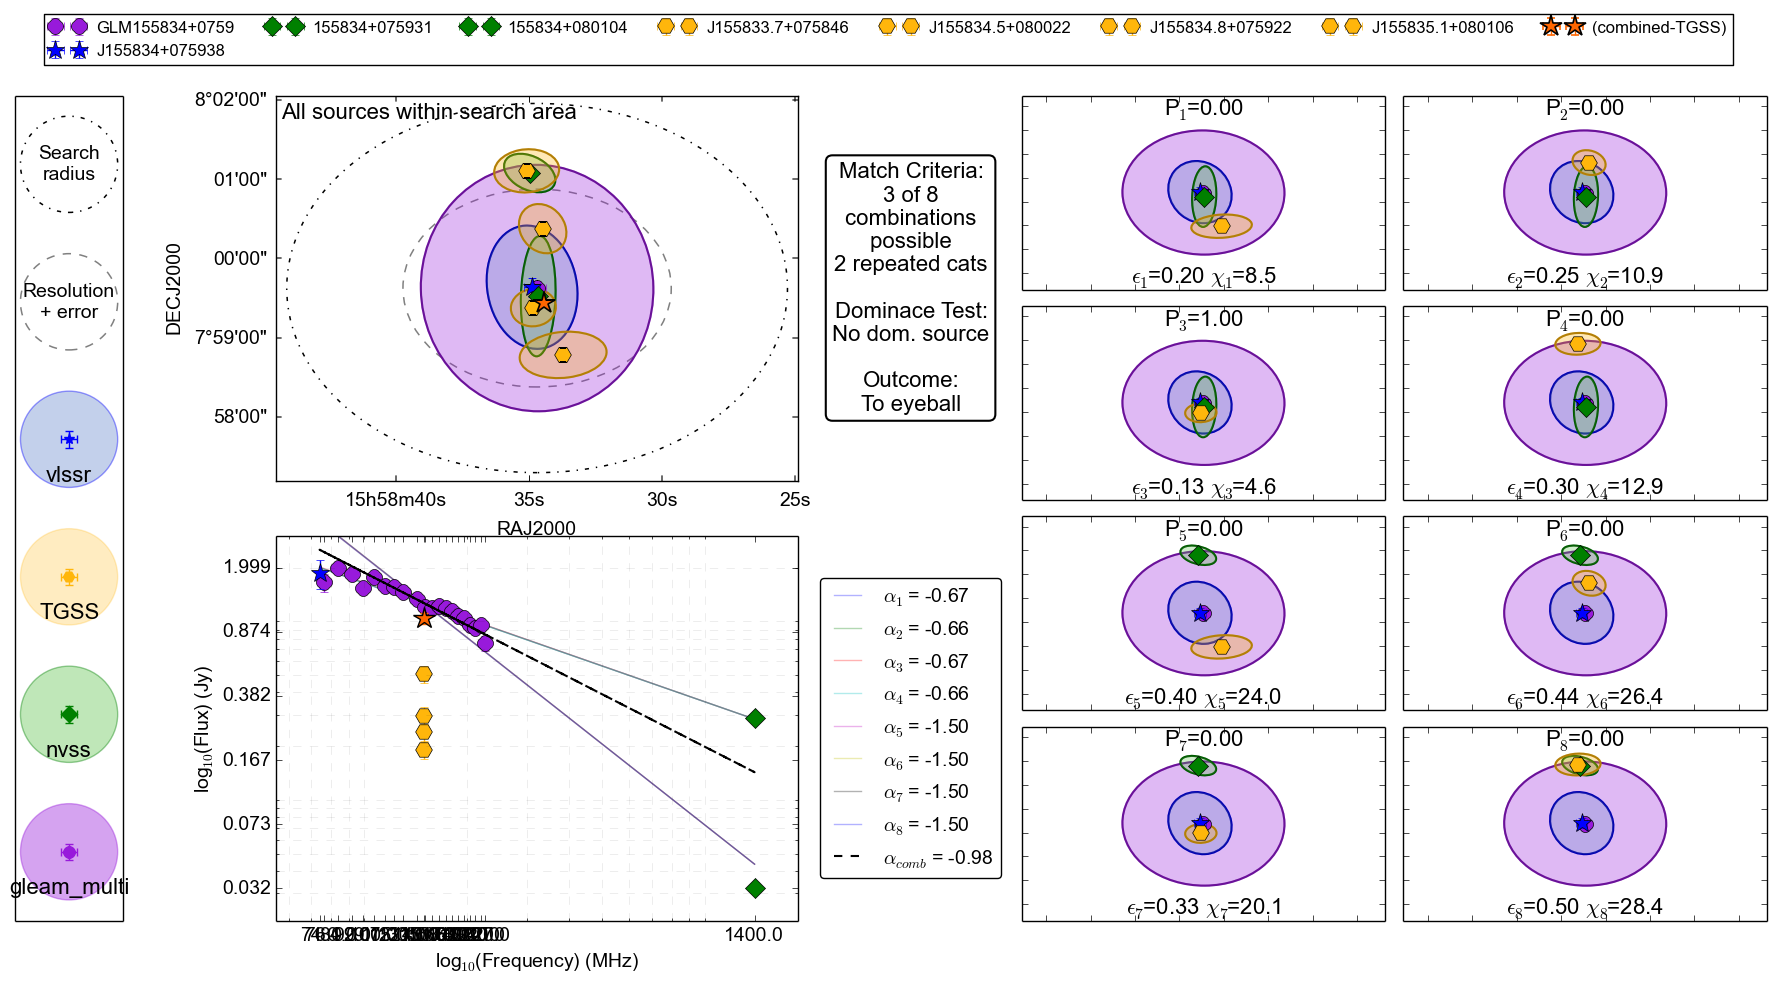 GLM155834+0759
155834+075931
155834+080104
J155833.7+075846
J155834.5+080022
J155834.8+075922
J155835.1+080106
(combined-TGSS)
J155834+075938
Search
radius
Resolution
+ error
vlssr
TGSS
nvss
gleam_multi
All sources within search area
8°02'00"
01'00"
00'00"
7°59'00"
58'00"
DECJ2000
15h58m40s
35s
30s
25s
RAJ2000
Match Criteria:
3 of 8
combinations
possible
2 repeated cats
Dominace Test:
No dom. source
Outcome:
To eyeball
1.999
0.874
0.382
0.167
0.073
0.032
log10(Flux) (Jy)
1400.0
log10(Frequency) (MHz)
α1 = -0.67
α2 = -0.66
α3 = -0.67
α4 = -0.66
α5 = -1.50
α6 = -1.50
α7 = -1.50
α8 = -1.50
αcomb = -0.98
P1=0.00
ϵ1=0.20 χ1=8.5
P2=0.00
ϵ2=0.25 χ2=10.9
P3=1.00
ϵ3=0.13 χ3=4.6
P4=0.00
ϵ4=0.30 χ4=12.9
P5=0.00
ϵ5=0.40 χ5=24.0
P6=0.00
ϵ6=0.44 χ6=26.4
P7=0.00
ϵ7=0.33 χ7=20.1
P8=0.00
ϵ8=0.50 χ8=28.4